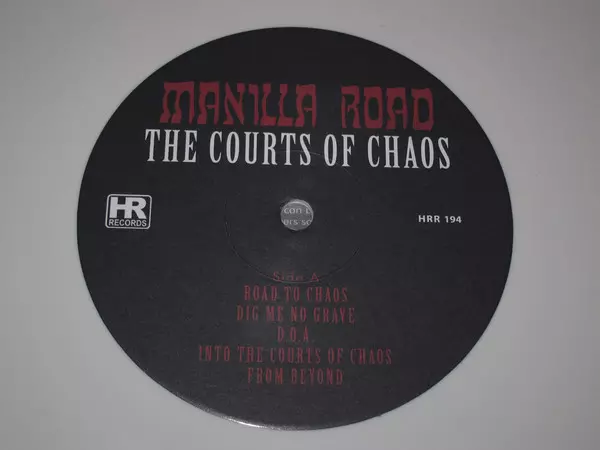 MANILLA ROAD
THE COURTS OF CHAOS
HR
RECORDS
HRR 194
Side A
ROAD TO CHAOS
DIG ME NO GRAVE
D.O.A.
INTO THE COURTS OF CHAOS
FROM BEYOND